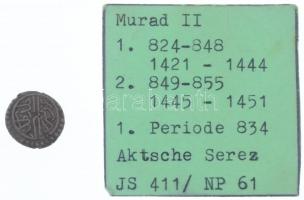 Murad II
1. 824-848
1421 - 1444
2. 849-855
1445 - 1451
1. Periode 834
Aktsche Serez
JS 411/ NP 61